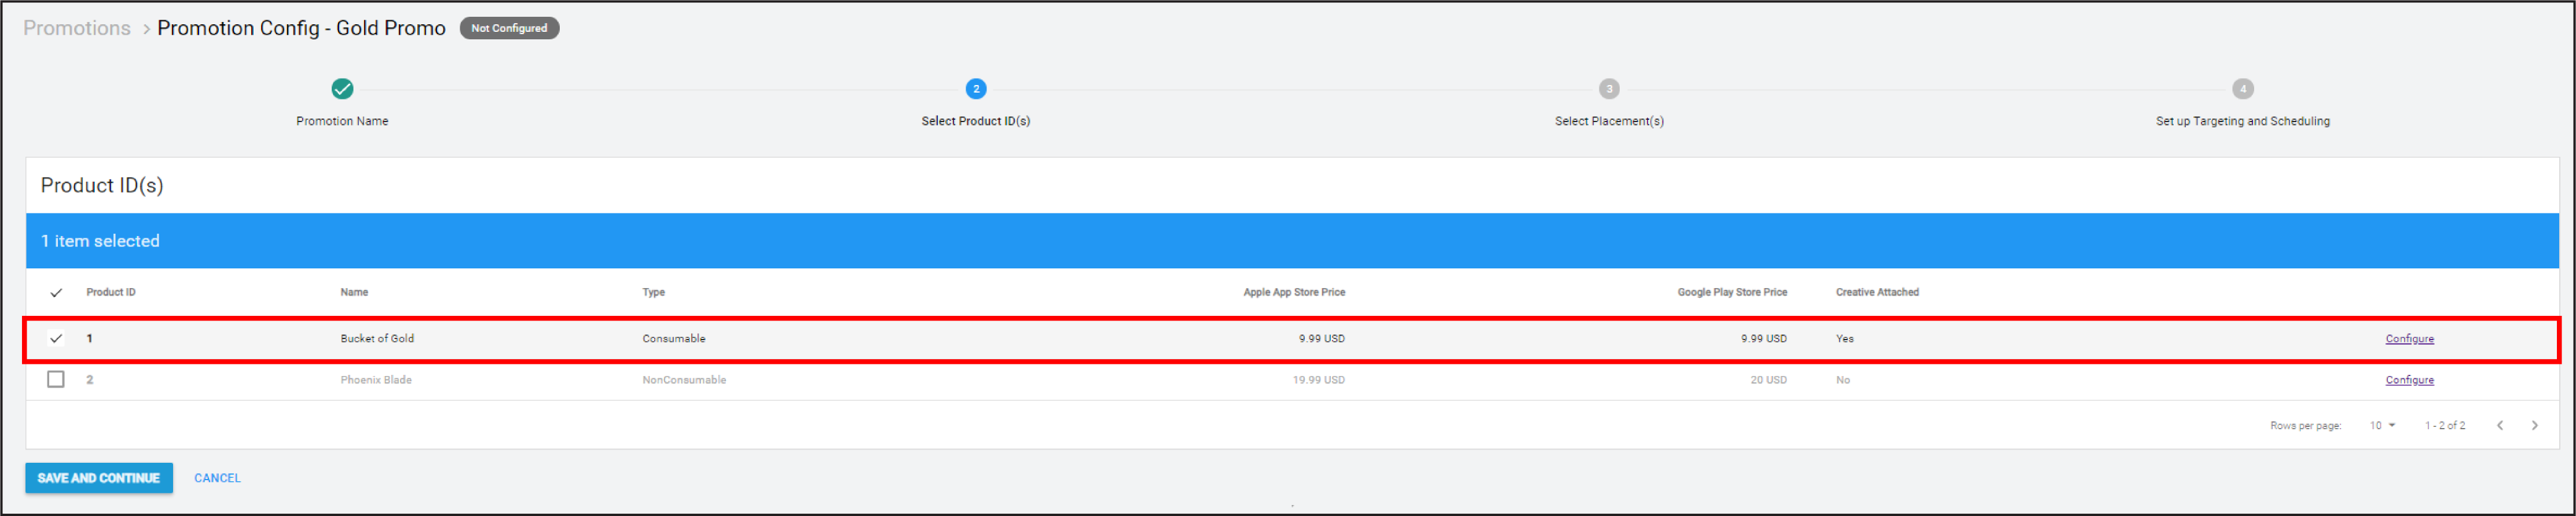 Promotions > Promotion Config - Gold Promo Not Configured
2 3 4
Promotion Name Select Product ID(s) Select Placement(s) Set up Targeting and Scheduling
Product ID(s)
1 item selected
Product ID Name Type Apple App Store Price Google Play Store Price Creative Attached
1 Bucket of Gold Consumable 9.99 USD 9.99 USD Yes Configure
2 Phoenix Blade NonConsumable 19.99 USD 20 USD No Configure
Rows per page: 10 1 - 2 of 2
SAVE AND CONTINUE CANCEL